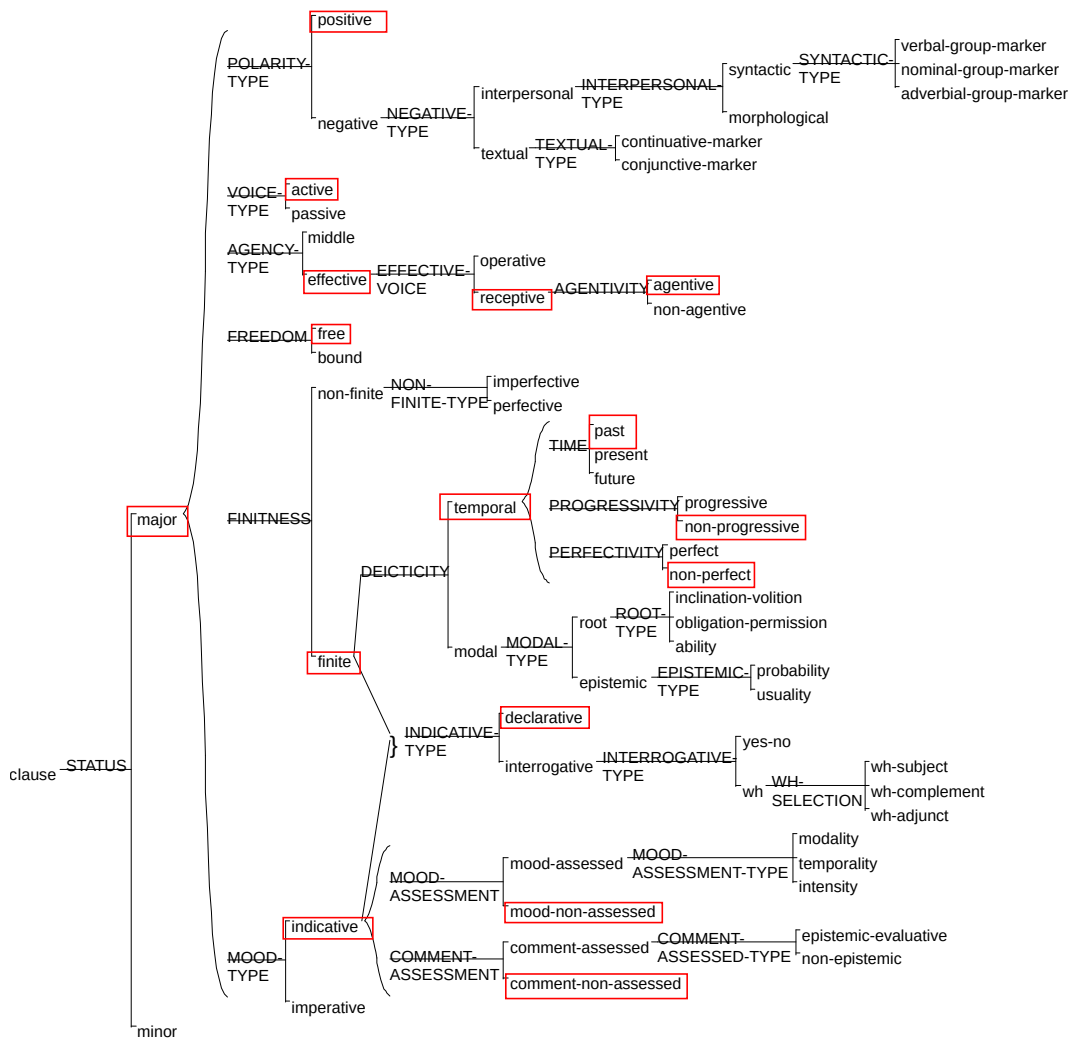 positive
POLARITY-
TYPE
negative
NEGATIVE-
TYPE
interpersonal
INTERPERSONAL-
TYPE
syntactic
SYNTACTIC-
TYPE
verbal-group-marker
nominal-group-marker
adverbial-group-marker
morphological
textual
TEXTUAL-
TYPE
continuative-marker
conjunctive-marker
VOICE-
TYPE
active
passive
AGENCY-
TYPE
middle
effective
EFFECTIVE-
VOICE
operative
receptive
AGENTIVITY
agentive
non-agentive
FREEDOM
free
bound
FINITNESS
non-finite
NON-
FINITE-TYPE
imperfective
perfective
finite
DEICTICITY
temporal
TIME
past
present
future
PROGRESSIVITY
progressive
non-progressive
PERFECTIVITY
perfect
non-perfect
modal
MODAL-
TYPE
root
ROOT-
TYPE
inclination-volition
obligation-permission
ability
epistemic
EPISTEMIC-
TYPE
probability
usuality
}
INDICATIVE-
TYPE
declarative
interrogative
INTERROGATIVE-
TYPE
yes-no
wh
WH-
SELECTION
wh-subject
wh-complement
wh-adjunct
clause
STATUS
major
minor
MOOD-
TYPE
indicative
imperative
MOOD-
ASSESSMENT
mood-assessed
MOOD-
ASSESSMENT-TYPE
modality
temporality
intensity
mood-non-assessed
COMMENT-
ASSESSMENT
comment-assessed
COMMENT-
ASSESSED-TYPE
epistemic-evaluative
non-epistemic
comment-non-assessed